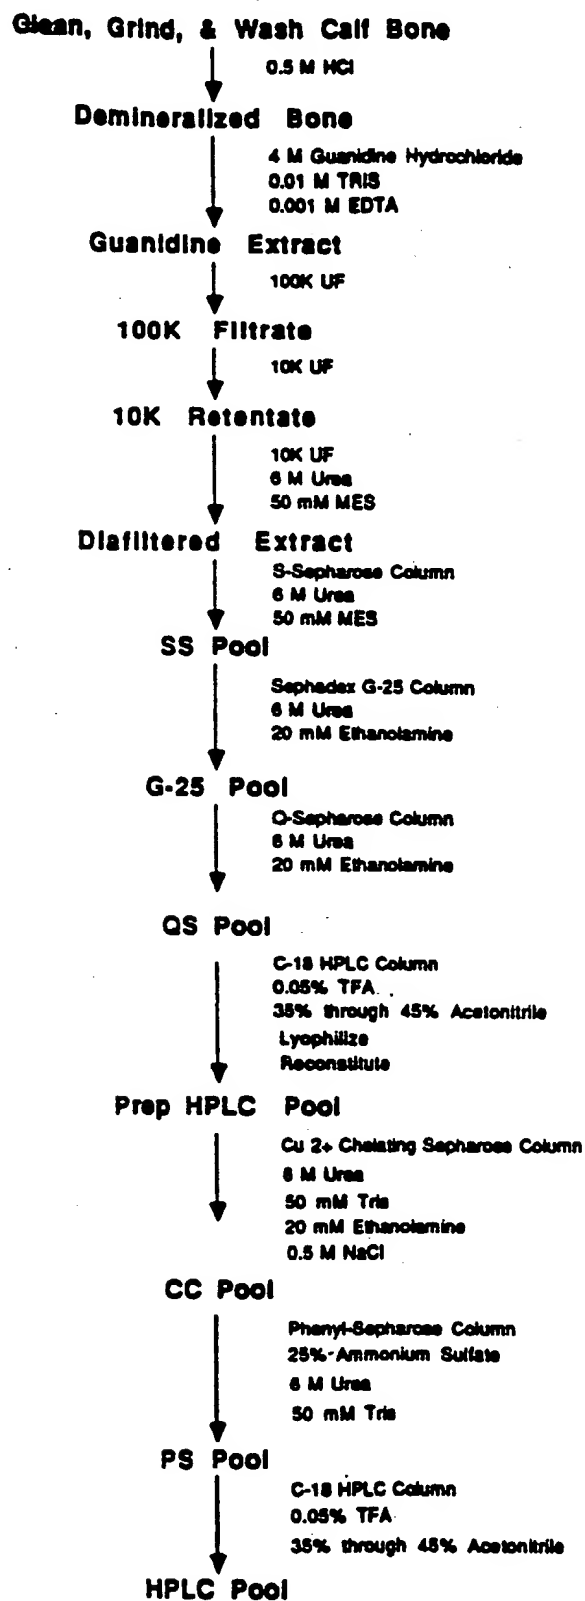 Clean, Grind, & Wash Calf Bone
0.5 M HCl
Demineralized Bone
4 M Guanidine Hydrochloride
0.01 M TRIS
0.001 M EDTA
Guanidine Extract
100K UF
100K Filtrate
10K UF
10K Retentate
10K UF
6 M Urea
50 mM MES
Diafiltered Extract
S-Sepharose Column
6 M Urea
50 mM MES
SS Pool
Sephadex G-25 Column
6 M Urea
20 mM Ethanolamine
G-25 Pool
Q-Sepharose Column
6 M Urea
20 mM Ethanolamine
QS Pool
C-18 HPLC Column
0.05% TFA
35% through 45% Acetonitrile
Lyophilize
Reconstitute
Prep HPLC Pool
Cu 2+ Chelating Sepharose Column
6 M Urea
50 mM Tris
20 mM Ethanolamine
0.5 M NaCl
CC Pool
Phenyl-Sepharose Column
25% Ammonium Sulfate
6 M Urea
50 mM Tris
PS Pool
C-18 HPLC Column
0.05% TFA
35% through 45% Acetonitrile
HPLC Pool